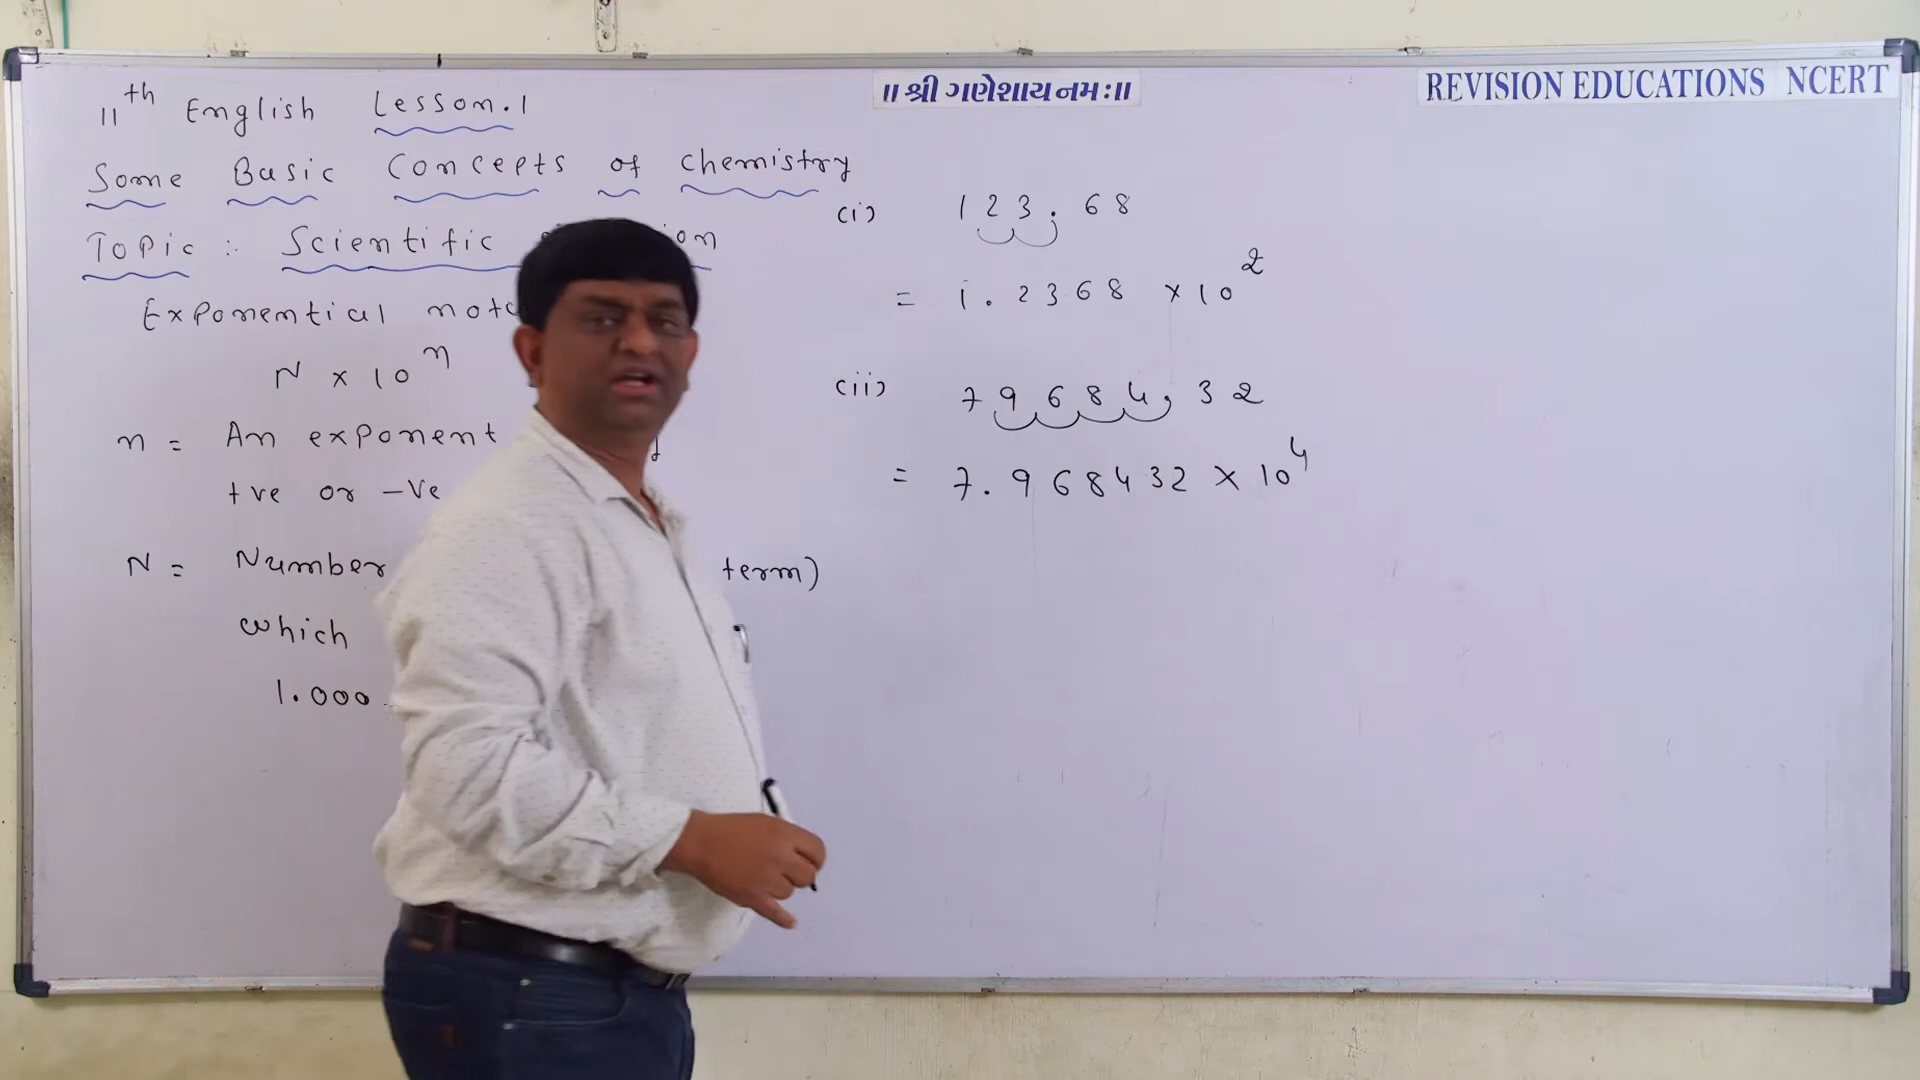 ॥ શ્રી ગણેશાય નમઃ॥
REVISION EDUCATIONS NCERT
11th English Lesson.1
Some Basic Concepts of chemistry
Topic : Scientific
Exponential
N × 10^n
n = An exponent
+ve or -ve
N = Number term)
which
1.000
(i) 123.68
= 1.2368 × 10^2
(ii) 79684.32
= 7.968432 × 10^4